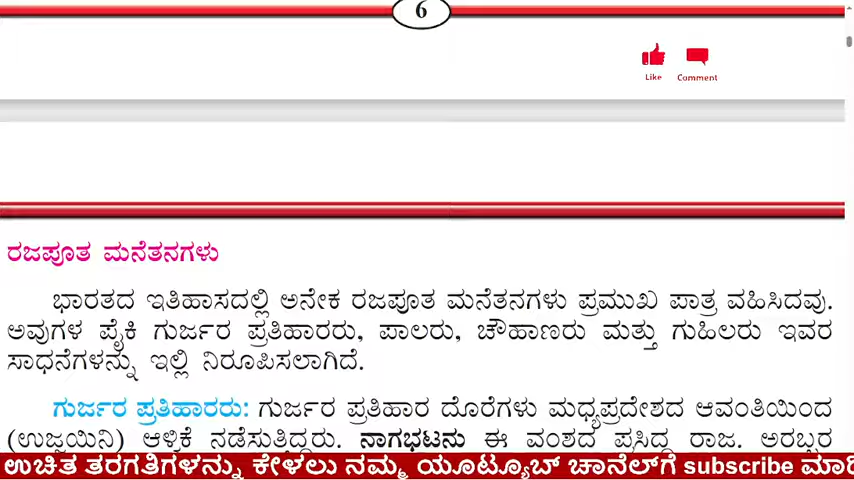 6
Like Comment
ರಜಪೂತ ಮನೆತನಗಳು
ಭಾರತದ ಇತಿಹಾಸದಲ್ಲಿ ಅನೇಕ ರಜಪೂತ ಮನೆತನಗಳು ಪ್ರಮುಖ ಪಾತ್ರ ವಹಿಸಿದವು.
ಅವುಗಳ ಪೈಕಿ ಗುರ್ಜರ ಪ್ರತಿಹಾರರು, ಪಾಲರು, ಚೌಹಾಣರು ಮತ್ತು ಗುಹಿಲರು ಇವರ
ಸಾಧನೆಗಳನ್ನು ಇಲ್ಲಿ ನಿರೂಪಿಸಲಾಗಿದೆ.
ಗುರ್ಜರ ಪ್ರತಿಹಾರರು: ಗುರ್ಜರ ಪ್ರತಿಹಾರ ದೊರೆಗಳು ಮಧ್ಯಪ್ರದೇಶದ ಆವಂತಿಯಿಂದ
(ಉಜ್ಜಯಿನಿ) ಆಳ್ವಿಕೆ ನಡೆಸುತ್ತಿದ್ದರು. ನಾಗಭಟನು ಈ ವಂಶದ ಪ್ರಸಿದ್ಧ ರಾಜ. ಅರಬ್ಬರ
ಉಚಿತ ತರಗತಿಗಳನ್ನು ಕೇಳಲು ನಮ್ಮ ಯೂಟ್ಯೂಬ್ ಚಾನೆಲ್‌ಗೆ subscribe ಮಾಡಿ